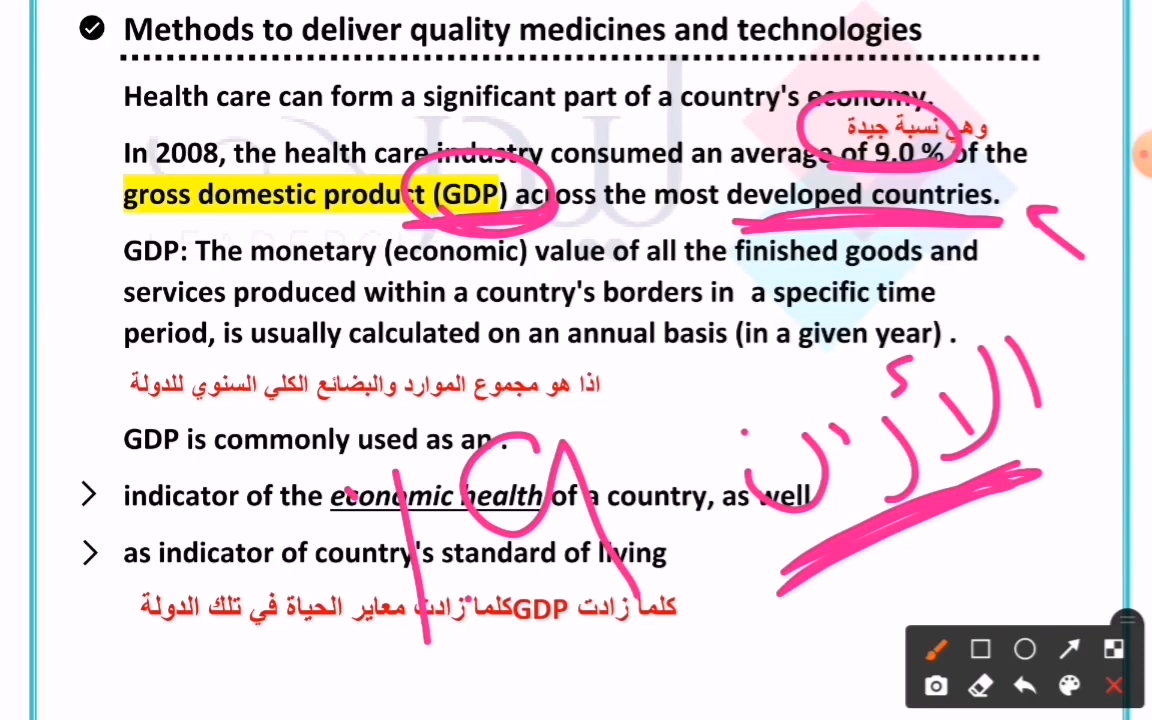 Methods to deliver quality medicines and technologies
Health care can form a significant part of a country's economy.
وهي نسبة جيدة
In 2008, the health care industry consumed an average of 9.0 % of the
gross domestic product (GDP) across the most developed countries.
GDP: The monetary (economic) value of all the finished goods and
services produced within a country's borders in a specific time
period, is usually calculated on an annual basis (in a given year) .
اذا هو مجموع الموارد والبضائع الكلي السنوي للدولة
GDP is commonly used as an :
indicator of the economic health of a country, as well
as indicator of country's standard of living
كلما زادت GDPكلما زادت معاير الحياة في تلك الدولة